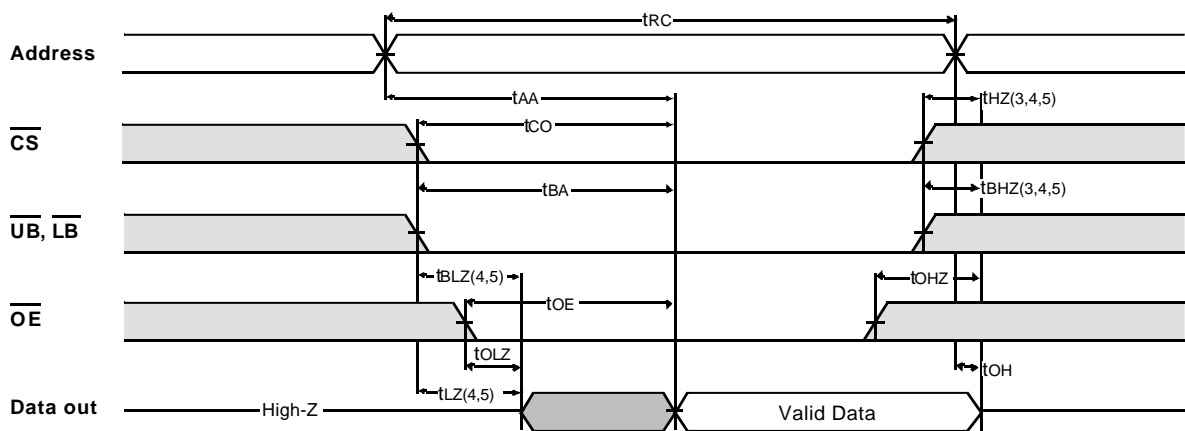 tRC
Address
tAA
tHZ(3,4,5)
CS
tCO
tBA
tBHZ(3,4,5)
UB, LB
tBLZ(4,5)
tOHZ
OE
tOE
tOLZ
tOH
tLZ(4,5)
Data out
High-Z
Valid Data